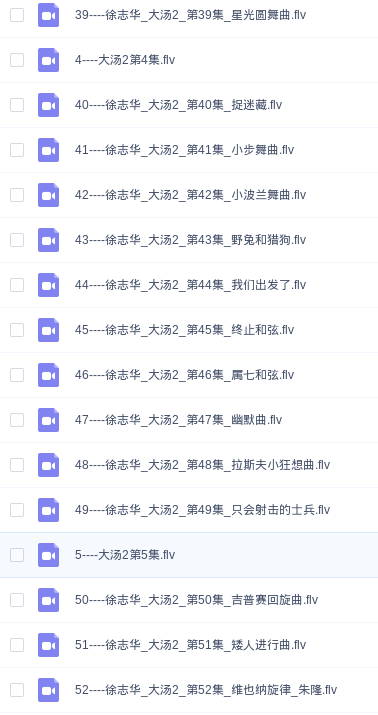 39----徐志华_大汤2_第39集_星光圆舞曲.flv
4----大汤2第4集.flv
40----徐志华_大汤2_第40集_捉迷藏.flv
41----徐志华_大汤2_第41集_小步舞曲.flv
42----徐志华_大汤2_第42集_小波兰舞曲.flv
43----徐志华_大汤2_第43集_野兔和猎狗.flv
44----徐志华_大汤2_第44集_我们出发了.flv
45----徐志华_大汤2_第45集_终止和弦.flv
46----徐志华_大汤2_第46集_属七和弦.flv
47----徐志华_大汤2_第47集_幽默曲.flv
48----徐志华_大汤2_第48集_拉斯夫小狂想曲.flv
49----徐志华_大汤2_第49集_只会射击的士兵.flv
5----大汤2第5集.flv
50----徐志华_大汤2_第50集_吉普赛回旋曲.flv
51----徐志华_大汤2_第51集_矮人进行曲.flv
52----徐志华_大汤2_第52集_维也纳旋律_朱隆.flv